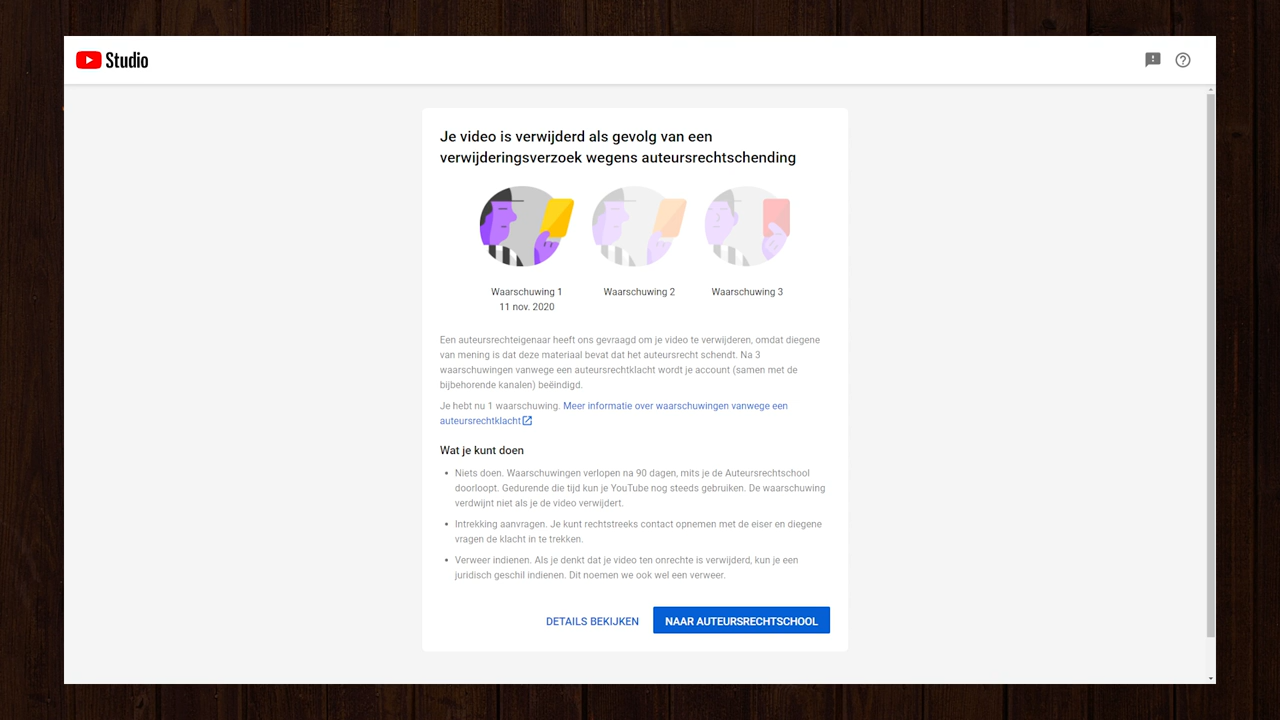 Studio
Je video is verwijderd als gevolg van een
verwijderingsverzoek wegens auteursrechtschending
Waarschuwing 1
11 nov. 2020
Waarschuwing 2
Waarschuwing 3
Een auteursrechteigenaar heeft ons gevraagd om je video te verwijderen, omdat diegene
van mening is dat deze materiaal bevat dat het auteursrecht schendt. Na 3
waarschuwingen vanwege een auteursrechtklacht wordt je account (samen met de
bijbehorende kanalen) beëindigd.
Je hebt nu 1 waarschuwing. Meer informatie over waarschuwingen vanwege een
auteursrechtklacht
Wat je kunt doen
• Niets doen. Waarschuwingen verlopen na 90 dagen, mits je de Auteursrechtschool
doorloopt. Gedurende die tijd kun je YouTube nog steeds gebruiken. De waarschuwing
verdwijnt niet als je de video verwijdert.
• Intrekking aanvragen. Je kunt rechtstreeks contact opnemen met de eiser en diegene
vragen de klacht in te trekken.
• Verweer indienen. Als je denkt dat je video ten onrechte is verwijderd, kun je een
juridisch geschil indienen. Dit noemen we ook wel een verweer.
DETAILS BEKIJKEN
NAAR AUTEURSRECHTSCHOOL